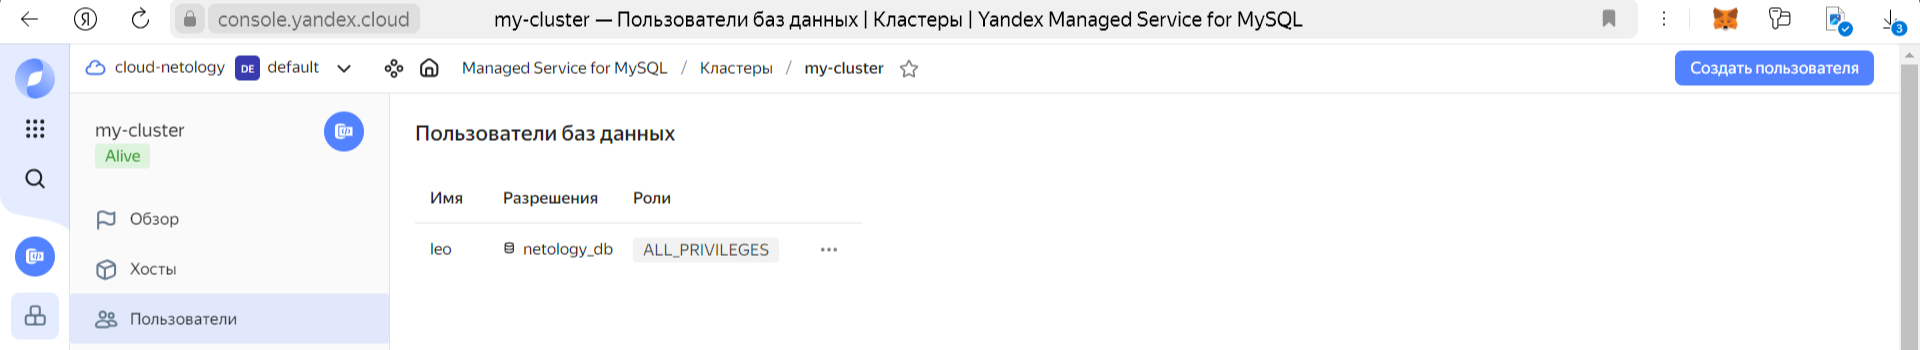 Я console.yandex.cloud my-cluster — Пользователи баз данных | Кластеры | Yandex Managed Service for MySQL 3
cloud-netology DE default Managed Service for MySQL / Кластеры / my-cluster Создать пользователя
my-cluster
Alive
Обзор
Хосты
Пользователи
Пользователи баз данных
Имя Разрешения Роли
leo netology_db ALL_PRIVILEGES